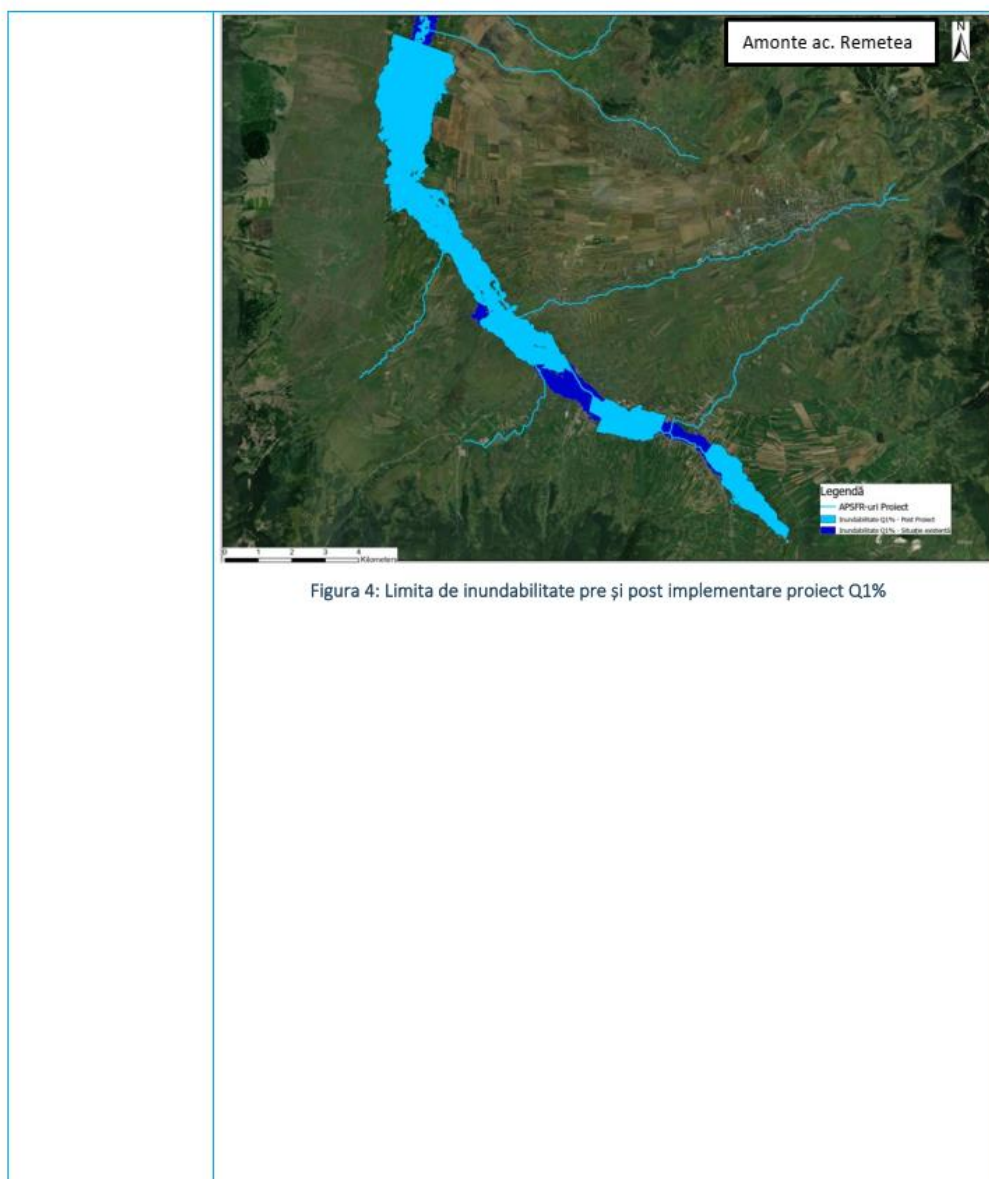 Amonte ac. Remetea
N
Legendă
APSFR-uri Proiect
Inundabilitate Q1% - Post Proiect
Inundabilitate Q1% - Situație existentă
0 1 2 3 4
Kilometers
Figura 4: Limita de inundabilitate pre și post implementare proiect Q1%